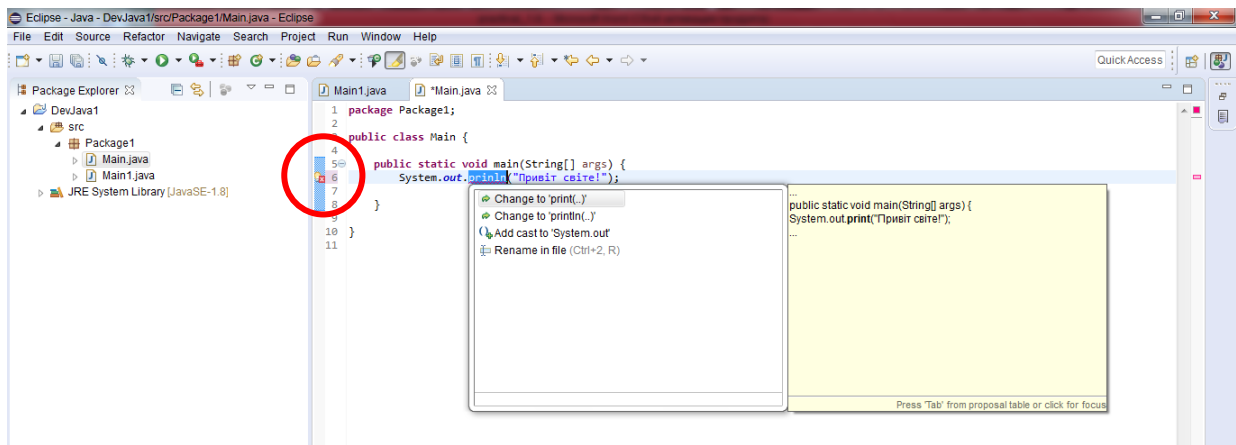 Eclipse - Java - DevJava1/src/Package1/Main.java - Eclipse
File Edit Source Refactor Navigate Search Project Run Window Help
Quick Access
Package Explorer
DevJava1
src
Package1
Main.java
Main1.java
JRE System Library [JavaSE-1.8]
Main1.java *Main.java
1 package Package1;
2
public class Main {
4
5 public static void main(String[] args) {
6 System.out.prinln("Привіт світе!");
7
8 }
9
10 }
11
Change to 'print(..)'
Change to 'println(..)'
Add cast to 'System.out'
Rename in file (Ctrl+2, R)
...
public static void main(String[] args) {
System.out.print("Привіт світе!");
...
Press 'Tab' from proposal table or click for focus